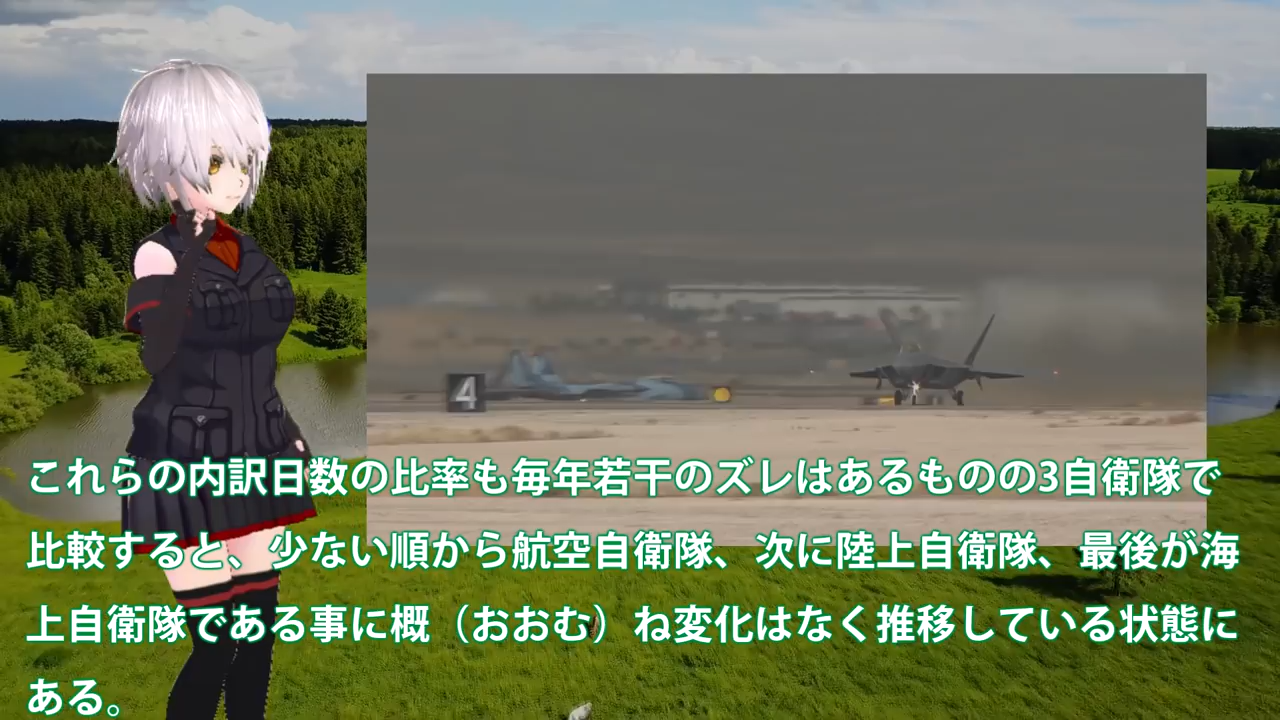 4
これらの内訳日数の比率も毎年若干のズレはあるものの3自衛隊で
比較すると、少ない順から航空自衛隊、次に陸上自衛隊、最後が海
上自衛隊である事に概（おおむ）ね変化はなく推移している状態に
ある。